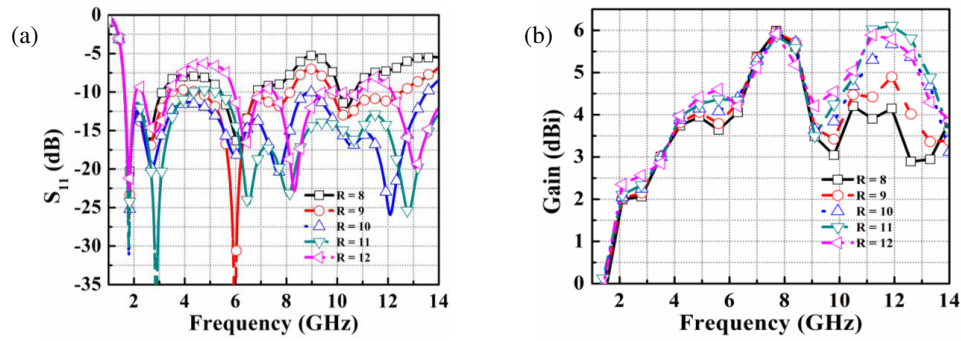 (a)
S11 (dB)
0
-5
-10
-15
-20
-25
-30
-35
R = 8
R = 9
R = 10
R = 11
R = 12
2 4 6 8 10 12 14
Frequency (GHz)
(b)
Gain (dBi)
6
5
4
3
2
1
0
R = 8
R = 9
R = 10
R = 11
R = 12
2 4 6 8 10 12 14
Frequency (GHz)